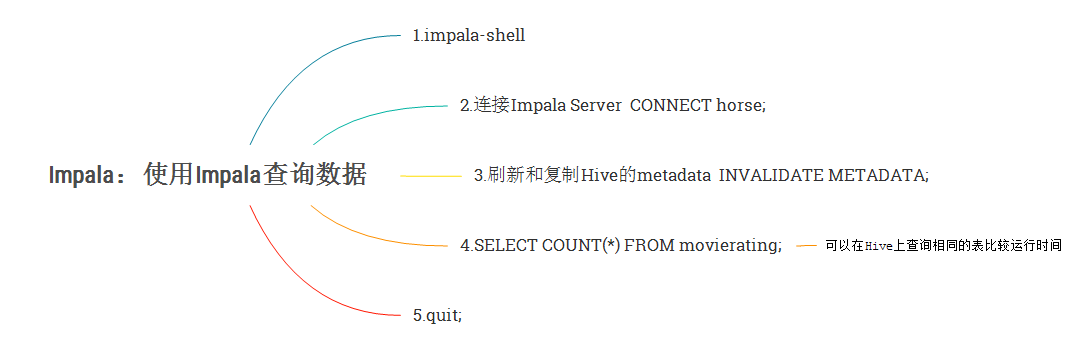 1.impala-shell
2.连接Impala Server  CONNECT horse;
Impala： 使用Impala查询数据
3.刷新和复制Hive的metadata  INVALIDATE METADATA;
4.SELECT COUNT(*) FROM movierating;
可以在Hive上查询相同的表比较运行时间
5.quit;